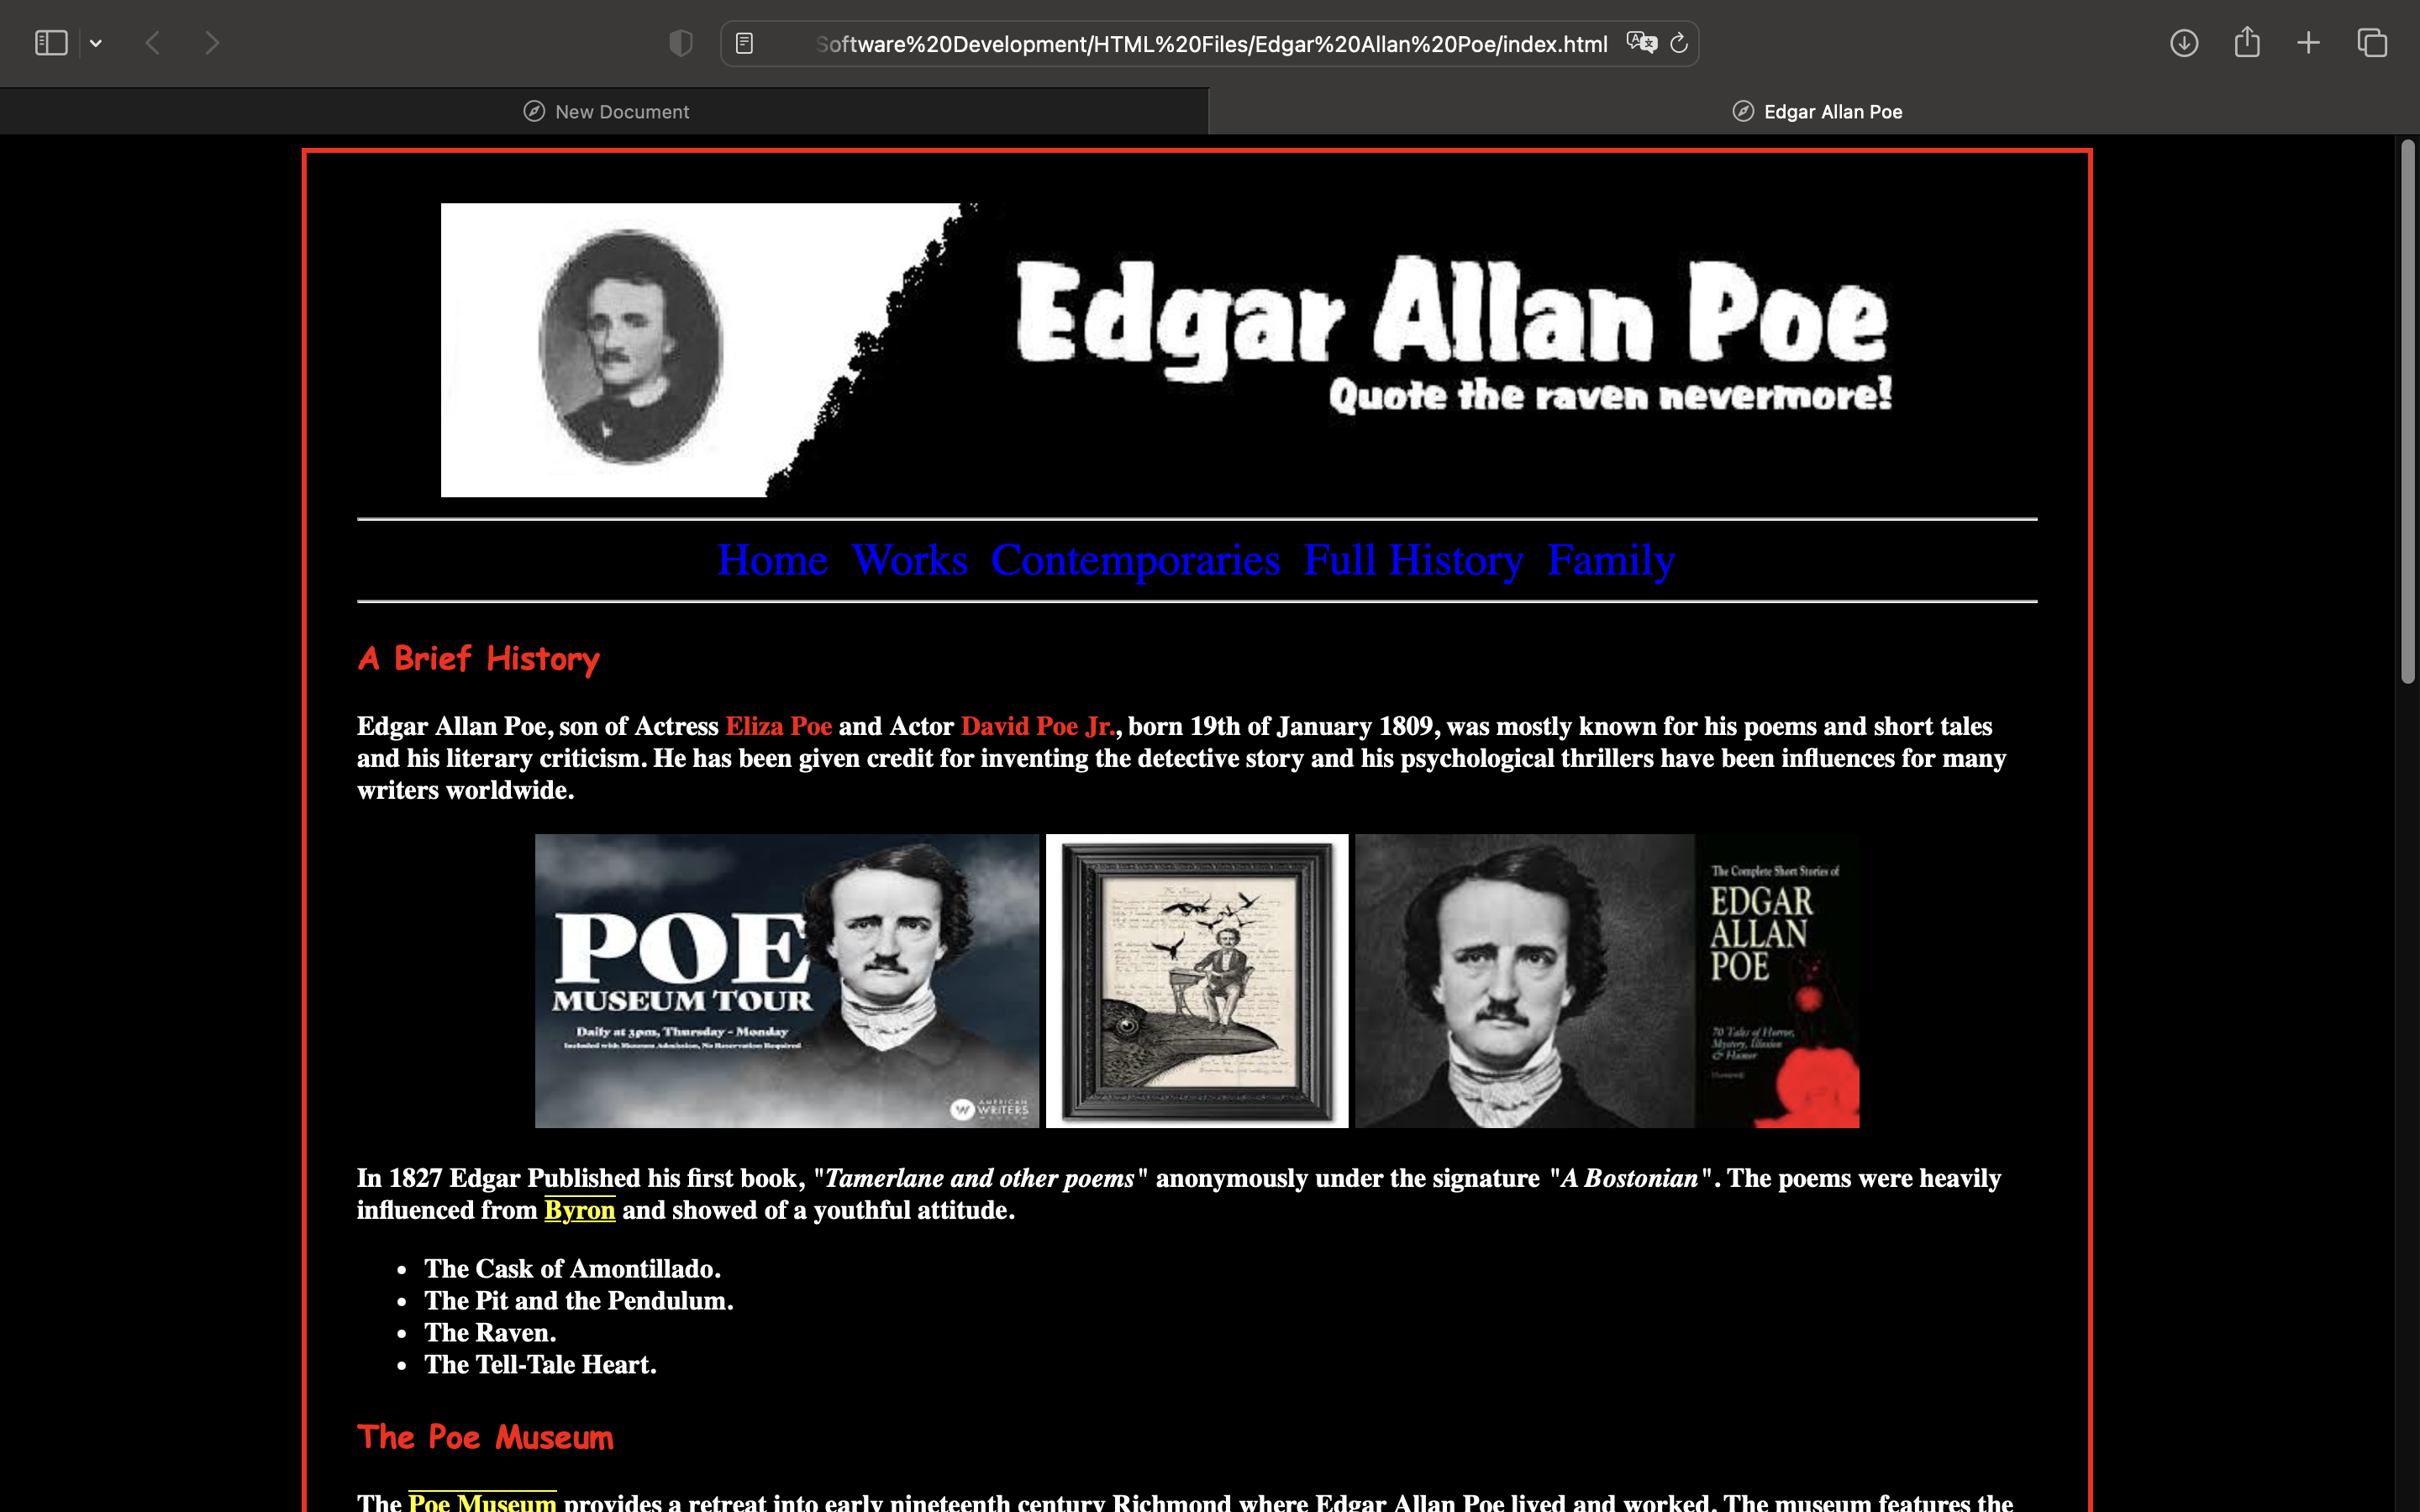 Software%20Development/HTML%20Files/Edgar%20Allan%20Poe/index.html
New Document
Edgar Allan Poe
Edgar Allan Poe
Quote the raven nevermore!
Home Works Contemporaries Full History Family
A Brief History
Edgar Allan Poe, son of Actress Eliza Poe and Actor David Poe Jr., born 19th of January 1809, was mostly known for his poems and short tales
and his literary criticism. He has been given credit for inventing the detective story and his psychological thrillers have been influences for many
writers worldwide.
POE
MUSEUM TOUR
Daily at 3pm, Thursday - Monday
Included with Museum Admission, No Reservation Required
W AMERICAN
WRITERS
MUSEUM
The Complete Short Stories of
EDGAR
ALLAN
POE
70 Tales of Horror,
Mystery, Illusion
& Humor
In 1827 Edgar Published his first book, "Tamerlane and other poems" anonymously under the signature "A Bostonian". The poems were heavily
influenced from Byron and showed of a youthful attitude.
• The Cask of Amontillado.
• The Pit and the Pendulum.
• The Raven.
• The Tell-Tale Heart.
The Poe Museum
The Poe Museum provides a retreat into early nineteenth century Richmond where Edgar Allan Poe lived and worked. The museum features the